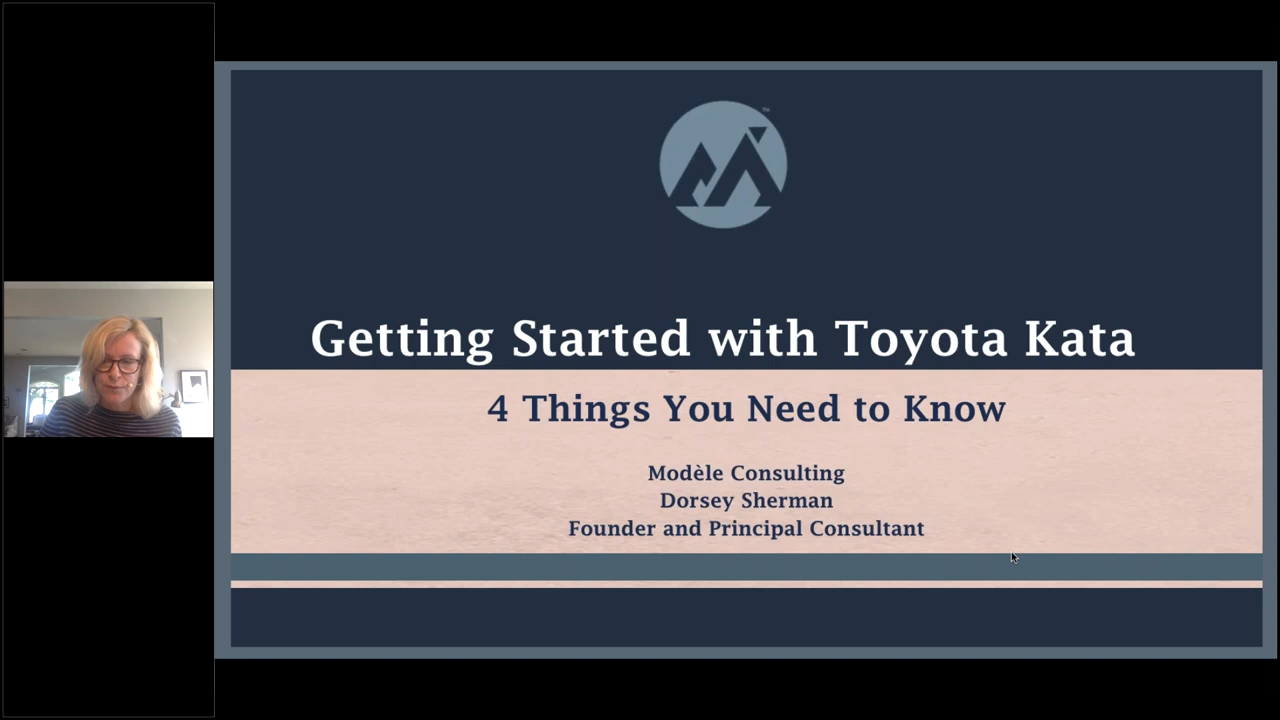 Getting Started with Toyota Kata
4 Things You Need to Know
Modèle Consulting
Dorsey Sherman
Founder and Principal Consultant